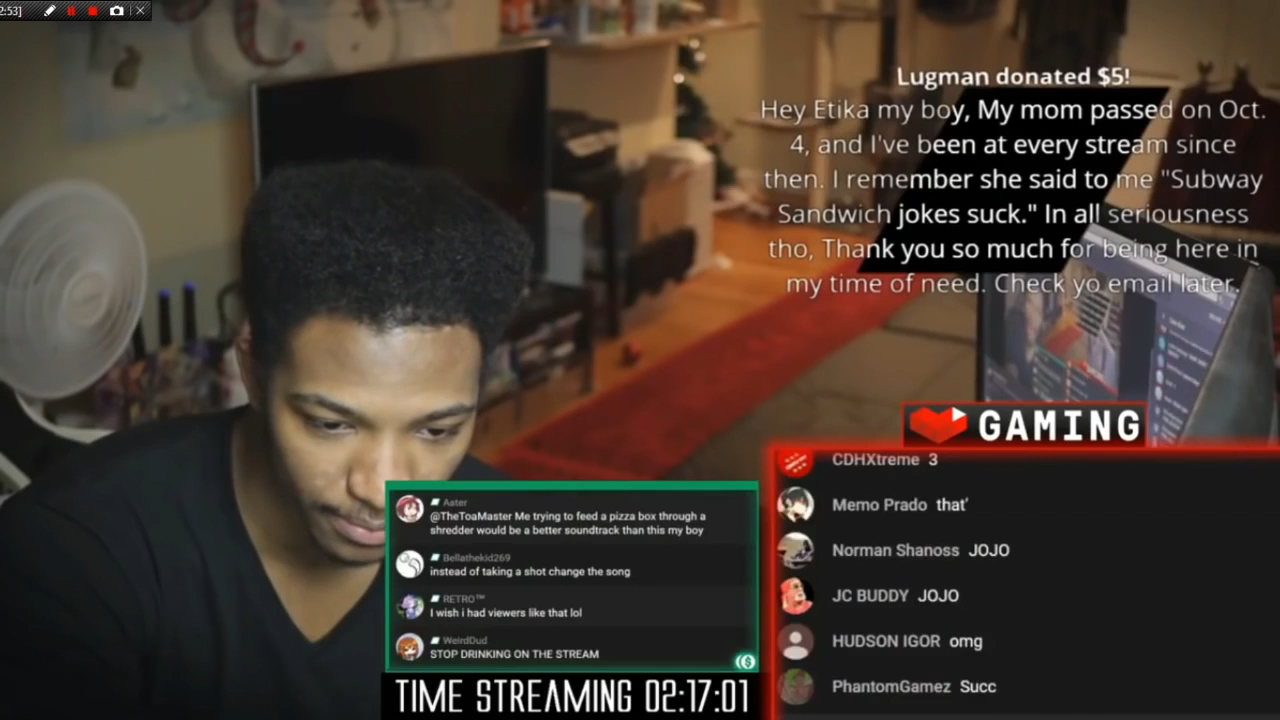 2:53]
Lugman donated $5!
Hey Etika my boy, My mom passed on Oct.
4, and I've been at every stream since
then. I remember she said to me "Subway
Sandwich jokes suck." In all seriousness
tho, Thank you so much for being here in
my time of need. Check yo email later.
GAMING
CDHXtreme 3
Memo Prado that'
Norman Shanoss JOJO
JC BUDDY JOJO
HUDSON IGOR omg
PhantomGamez Succ
Aater
@TheToaMaster Me trying to feed a pizza box through a
shredder would be a better soundtrack than this my boy
Bellathekid269
instead of taking a shot change the song
RETRO™
I wish i had viewers like that lol
WeirdDud
STOP DRINKING ON THE STREAM
TIME STREAMING 02:17:01